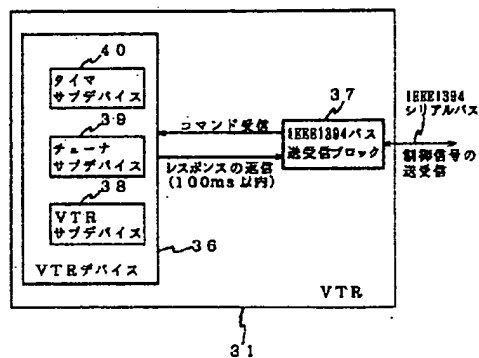 40
タイマ
サブデバイス
39
チューナ
サブデバイス
38
VTR
サブデバイス
36
VTRデバイス
コマンド受信
レスポンスの返信
(100ms以内)
37
IEEE1394バス
送受信ブロック
IEEE1394
シリアルバス
制御信号の
送受信
VTR
31